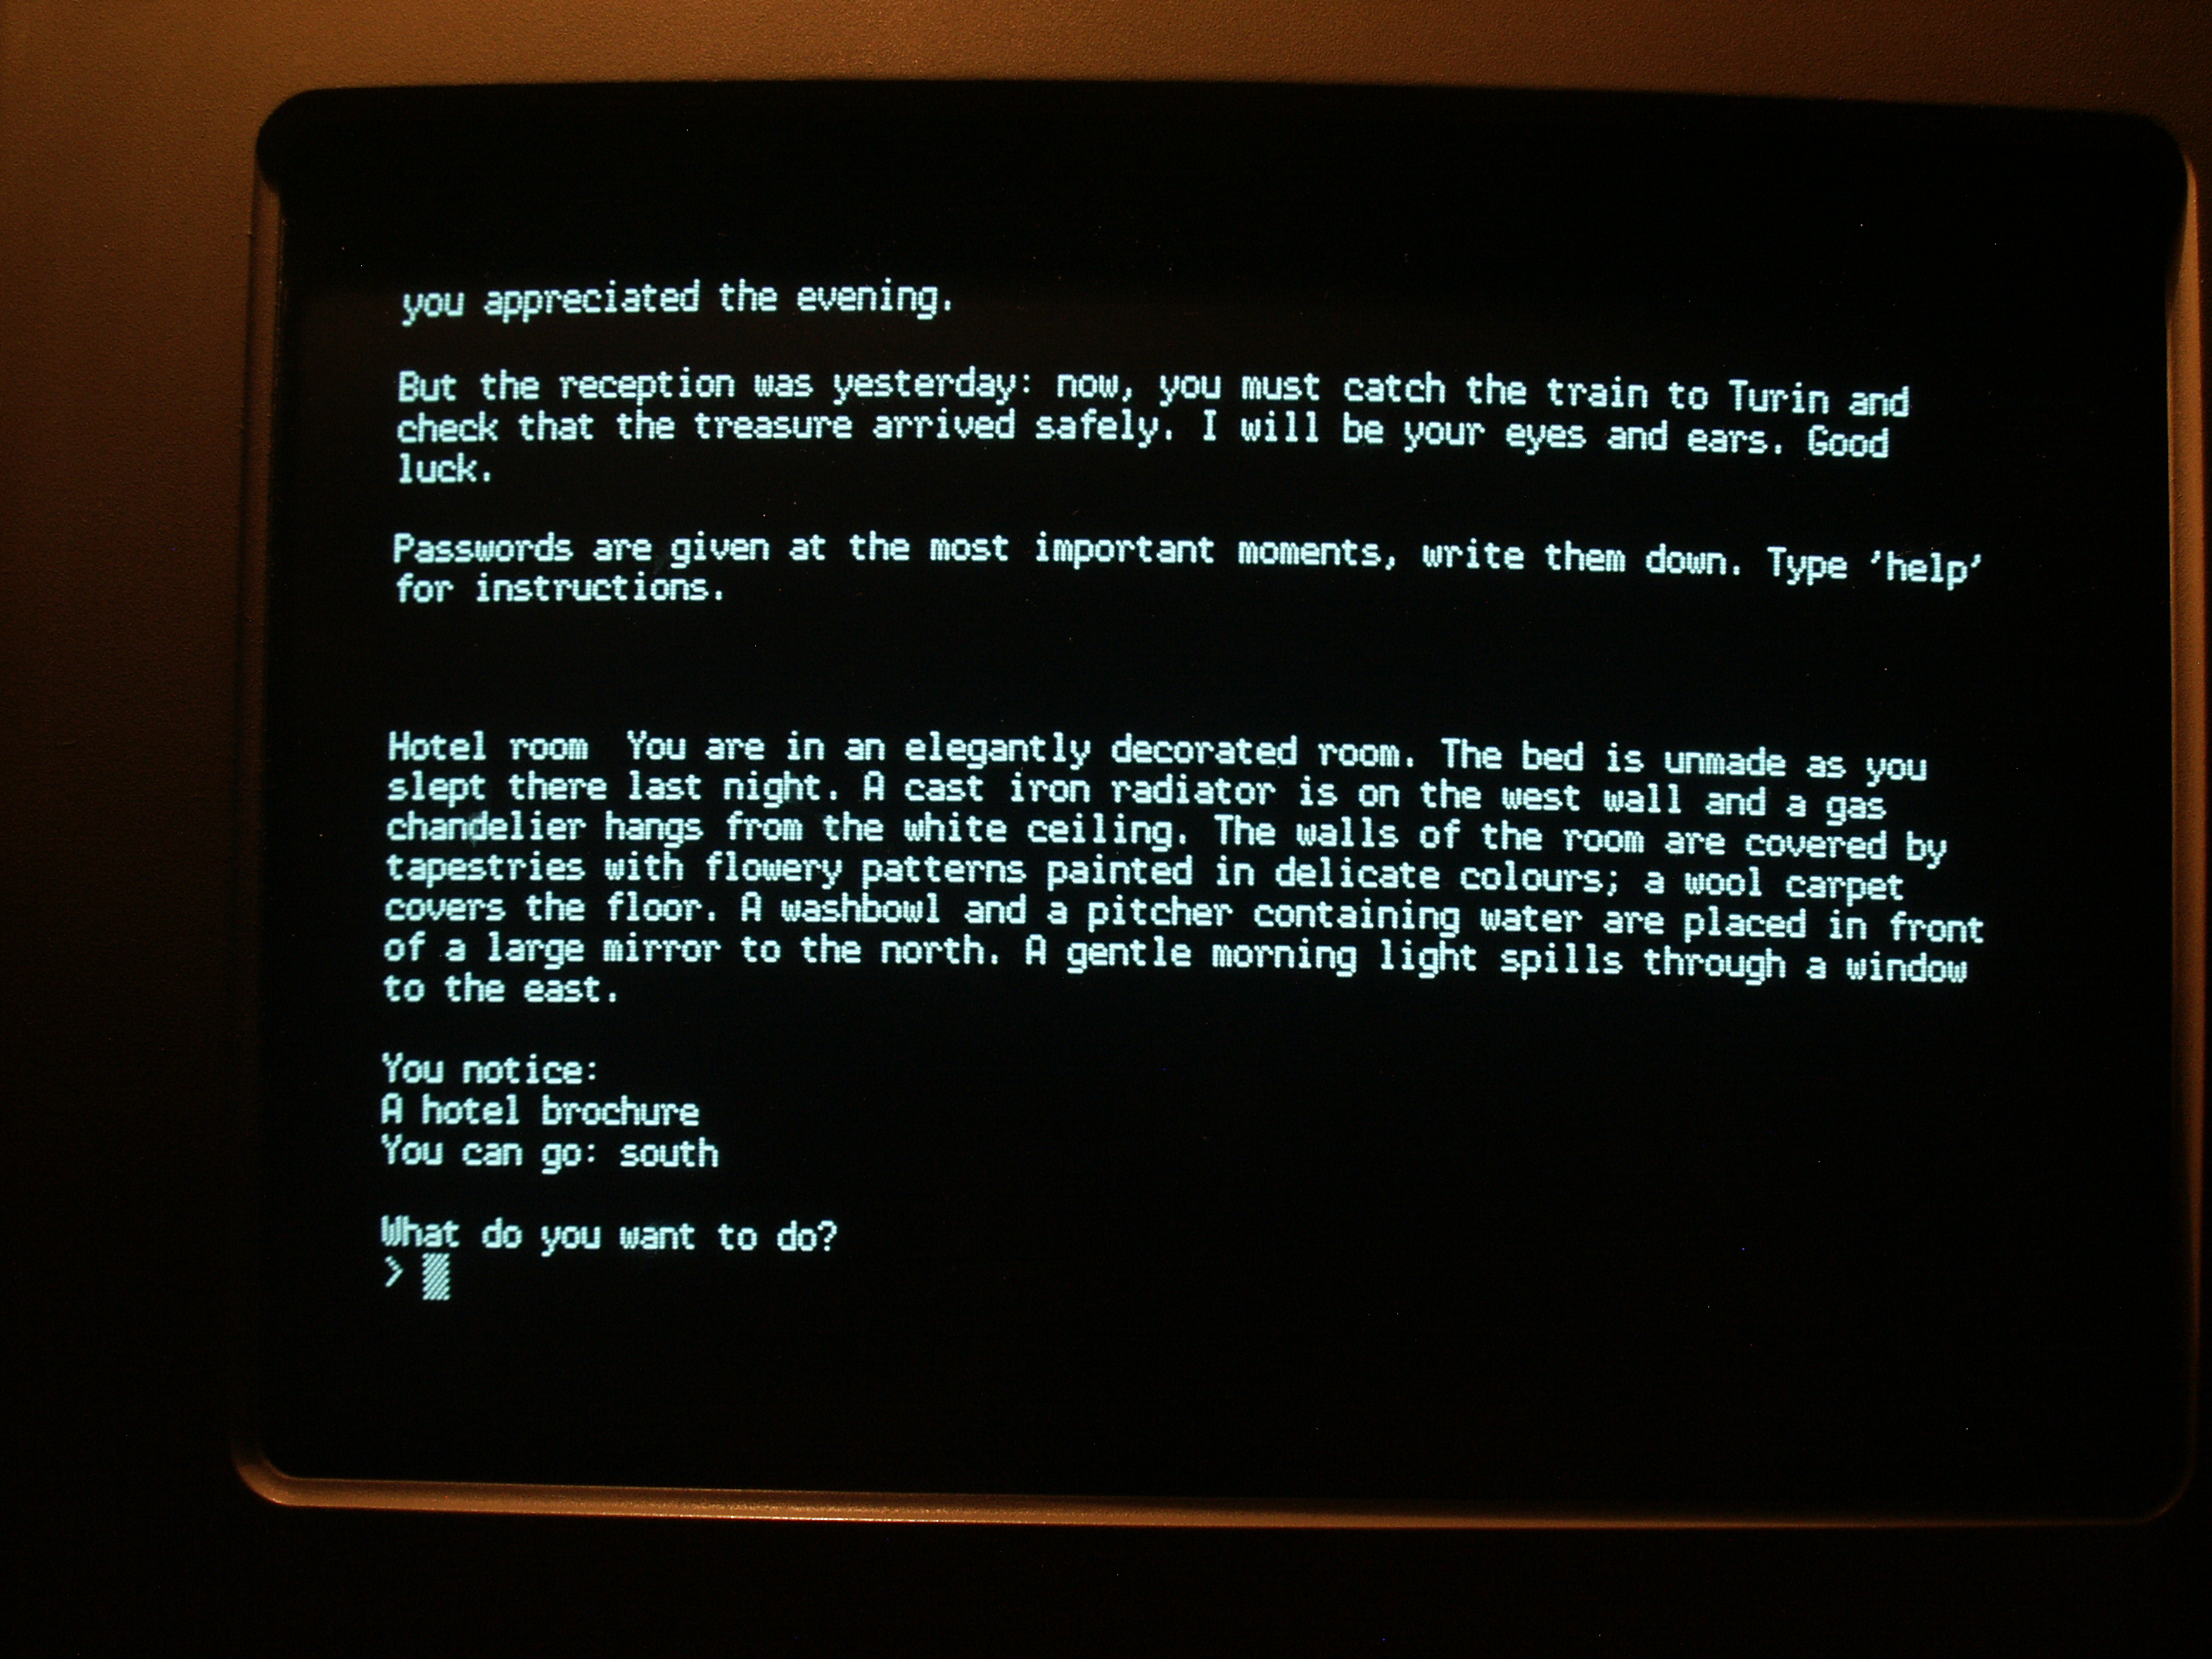 you appreciated the evening.
But the reception was yesterday: now, you must catch the train to Turin and
check that the treasure arrived safely. I will be your eyes and ears. Good
luck.
Passwords are given at the most important moments, write them down. Type 'help'
for instructions.
Hotel room  You are in an elegantly decorated room. The bed is unmade as you
slept there last night. A cast iron radiator is on the west wall and a gas
chandelier hangs from the white ceiling. The walls of the room are covered by
tapestries with flowery patterns painted in delicate colours; a wool carpet
covers the floor. A washbowl and a pitcher containing water are placed in front
of a large mirror to the north. A gentle morning light spills through a window
to the east.
You notice:
A hotel brochure
You can go: south
What do you want to do?
>